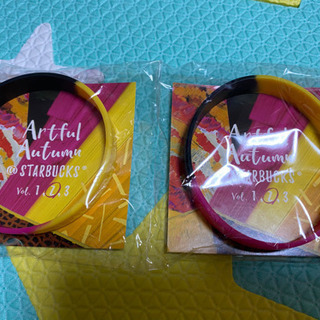 Artful
Autumn
@ STARBUCKS®
Vol. 1, 2, 3
Artful
Autumn
@ STARBUCKS®
Vol. 1, 2, 3